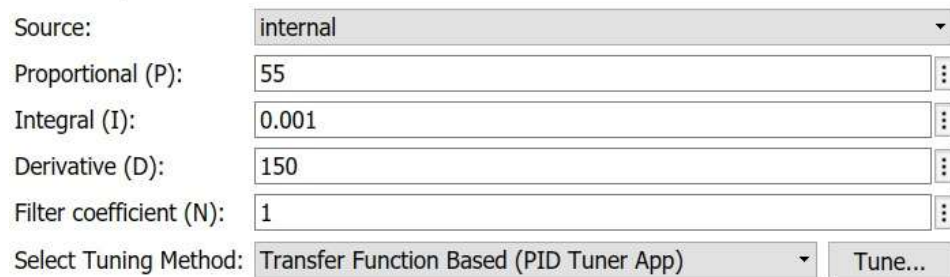 Source: internal
Proportional (P): 55
Integral (I): 0.001
Derivative (D): 150
Filter coefficient (N): 1
Select Tuning Method: Transfer Function Based (PID Tuner App) Tune...